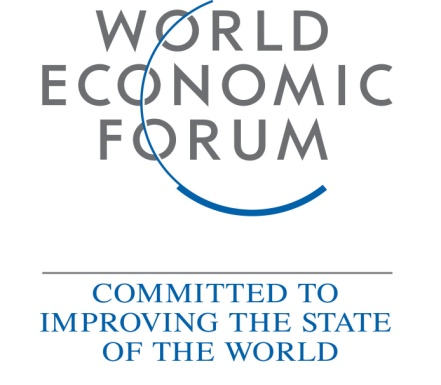 WORLD
ECONOMIC
FORUM
COMMITTED TO
IMPROVING THE STATE
OF THE WORLD